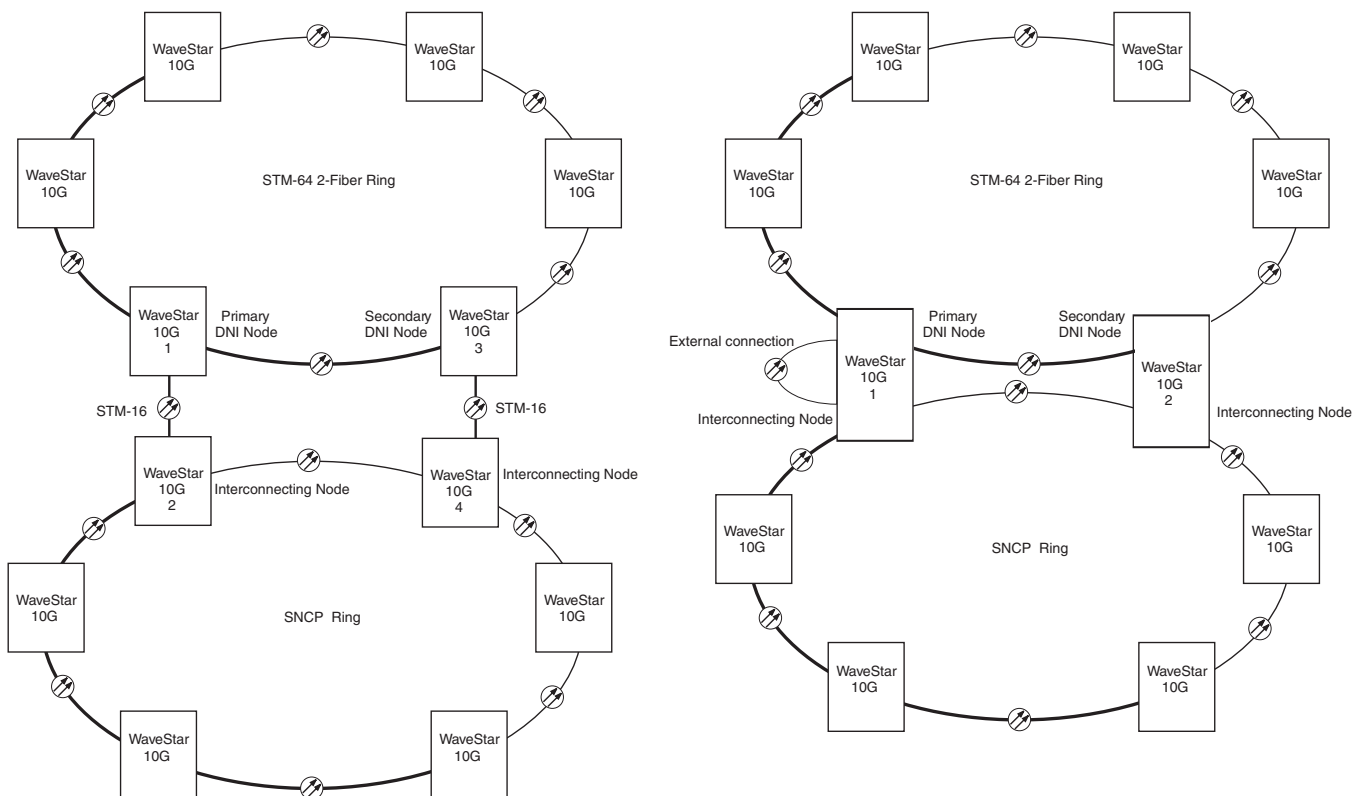 WaveStar
10G
WaveStar
10G
WaveStar
10G
WaveStar
10G
STM-64 2-Fiber Ring
WaveStar
10G
1
Primary
DNI Node
Secondary
DNI Node
WaveStar
10G
3
STM-16
STM-16
WaveStar
10G
2
Interconnecting Node
WaveStar
10G
4
Interconnecting Node
WaveStar
10G
SNCP Ring
WaveStar
10G
WaveStar
10G
WaveStar
10G
WaveStar
10G
WaveStar
10G
WaveStar
10G
STM-64 2-Fiber Ring
WaveStar
10G
External connection
WaveStar
10G
1
Primary
DNI Node
Secondary
DNI Node
WaveStar
10G
2
Interconnecting Node
Interconnecting Node
WaveStar
10G
SNCP Ring
WaveStar
10G
WaveStar
10G
WaveStar
10G